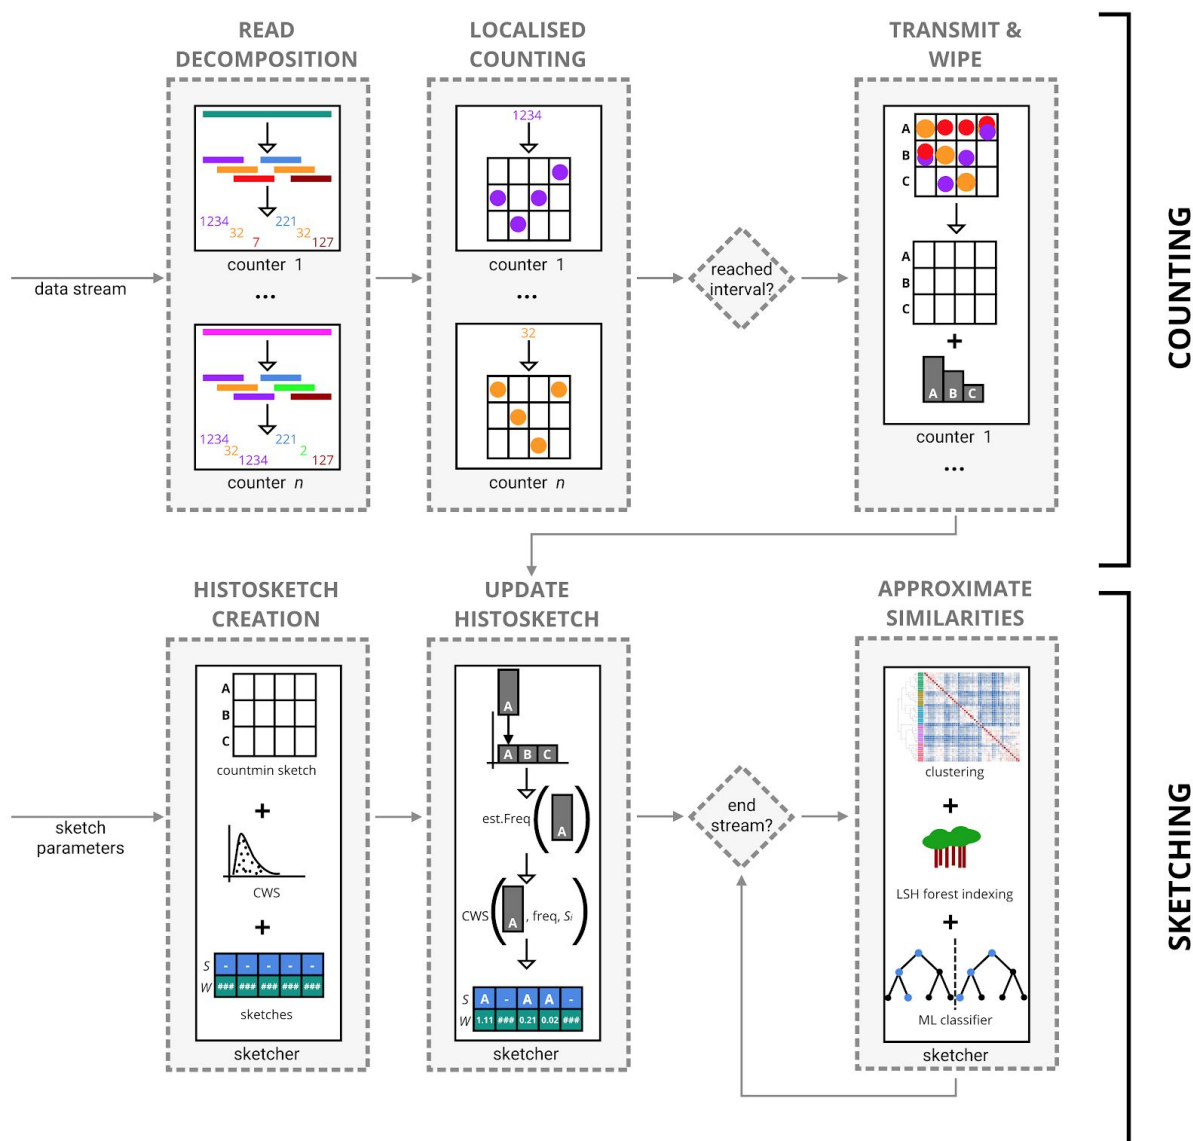 READ
DECOMPOSITION
LOCALISED
COUNTING
TRANSMIT &
WIPE
COUNTING
data stream
1234
32
7
221
32
127
counter 1
...
1234
32
1234
221
2
127
counter n
1234
counter 1
...
32
counter n
reached
interval?
A
B
C
A
B
C
+
A B C
counter 1
...
HISTOSKETCH
CREATION
UPDATE
HISTOSKETCH
APPROXIMATE
SIMILARITIES
SKETCHING
sketch
parameters
A
B
C
countmin sketch
+
CWS
+
S - - - - -
W ### ### ### ### ###
sketches
sketcher
A
A B C
est.Freq ( A )
CWS ( A , freq, Si )
S A - A A -
W 1.11 ### 0.21 0.02 ###
sketcher
end
stream?
clustering
+
LSH forest indexing
+
ML classifier
sketcher